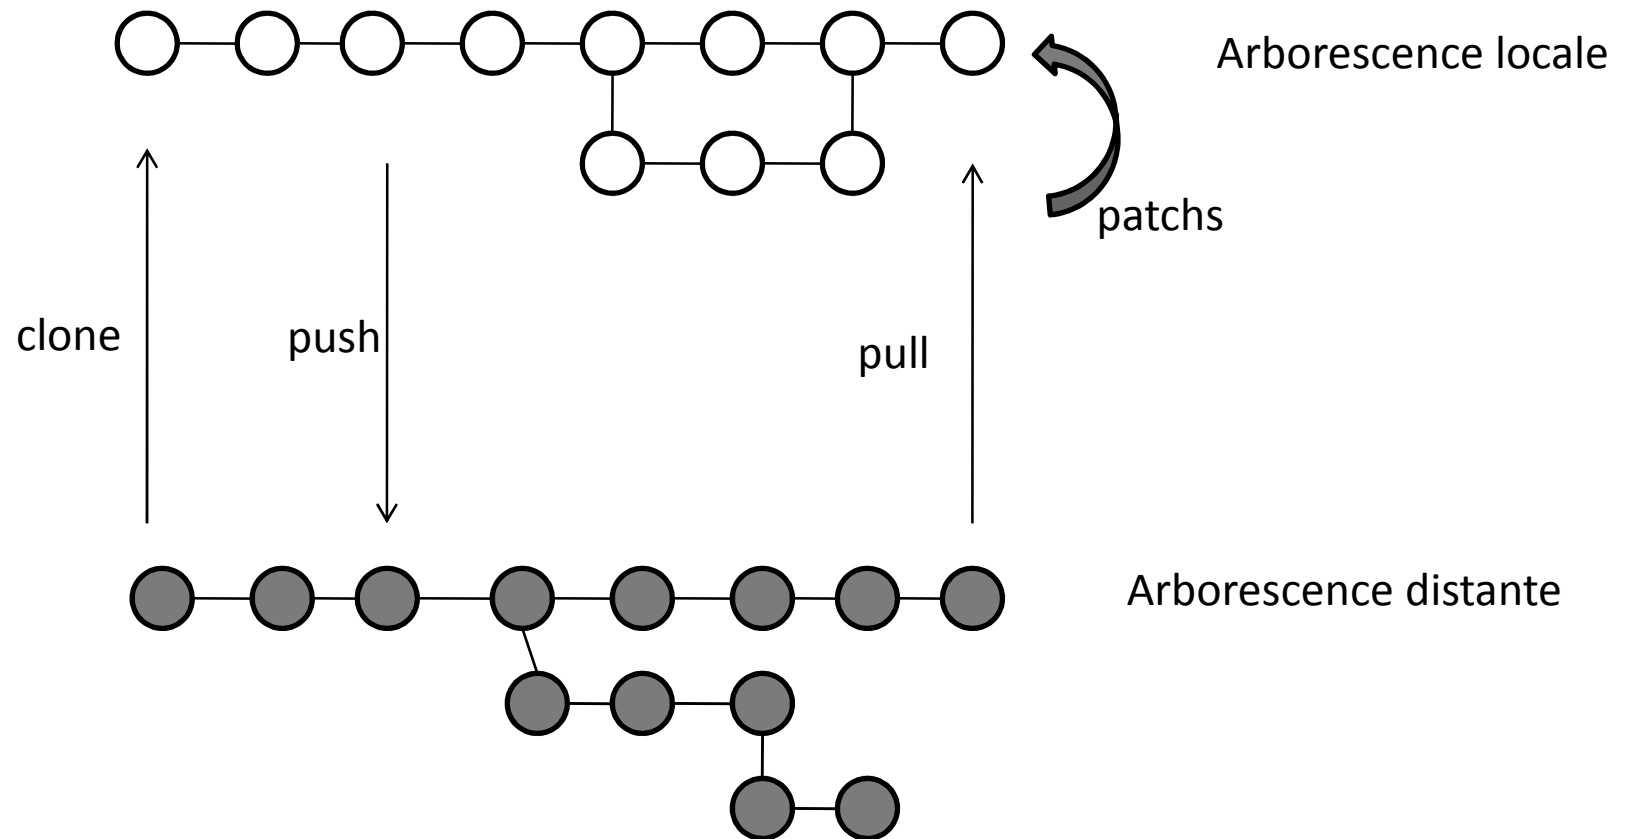 Arborescence locale
patchs
clone
push
pull
Arborescence distante